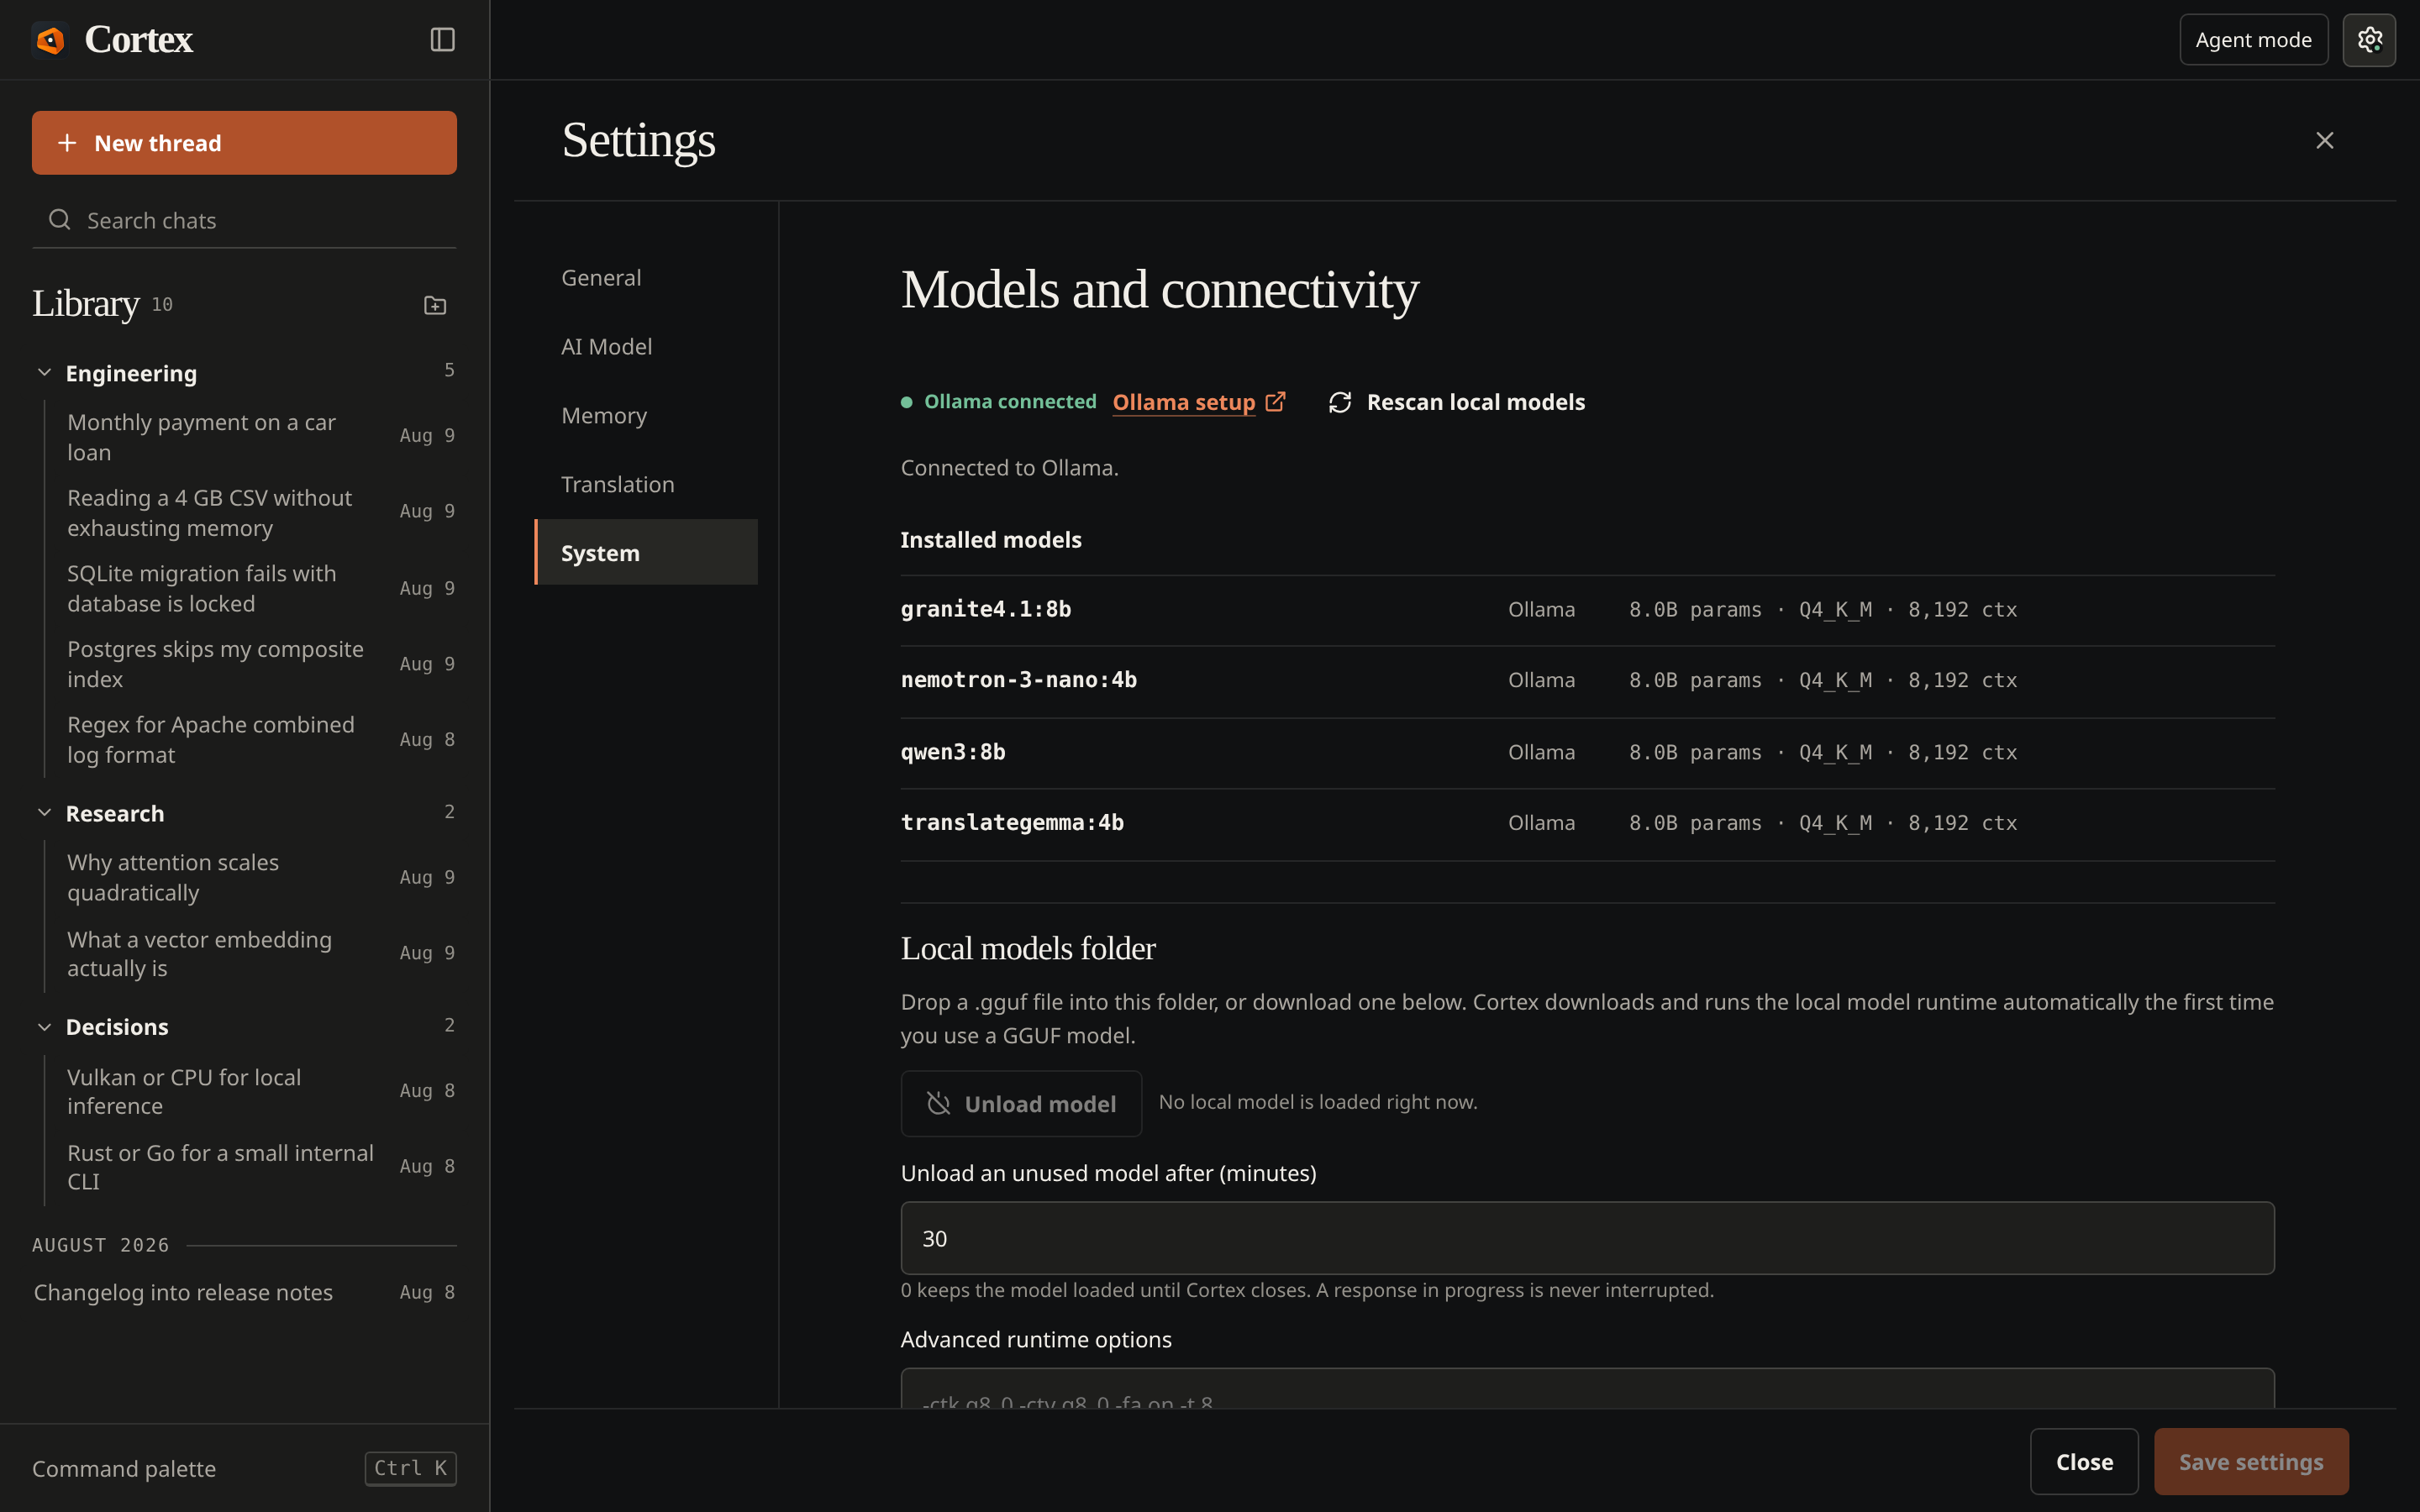 Cortex
New thread
Search chats
Library 10
Engineering 5
Monthly payment on a car
loan
Aug 9
Reading a 4 GB CSV without
exhausting memory
Aug 9
SQLite migration fails with
database is locked
Aug 9
Postgres skips my composite
index
Aug 9
Regex for Apache combined
log format
Aug 8
Research 2
Why attention scales
quadratically
Aug 9
What a vector embedding
actually is
Aug 9
Decisions 2
Vulkan or CPU for local
inference
Aug 8
Rust or Go for a small internal
CLI
Aug 8
AUGUST 2026
Changelog into release notes Aug 8
Command palette Ctrl K
Agent mode
Settings
General
AI Model
Memory
Translation
System
Models and connectivity
Ollama connected Ollama setup Rescan local models
Connected to Ollama.
Installed models
granite4.1:8b Ollama 8.0B params · Q4_K_M · 8,192 ctx
nemotron-3-nano:4b Ollama 8.0B params · Q4_K_M · 8,192 ctx
qwen3:8b Ollama 8.0B params · Q4_K_M · 8,192 ctx
translategemma:4b Ollama 8.0B params · Q4_K_M · 8,192 ctx
Local models folder
Drop a .gguf file into this folder, or download one below. Cortex downloads and runs the local model runtime automatically the first time
you use a GGUF model.
Unload model No local model is loaded right now.
Unload an unused model after (minutes)
30
0 keeps the model loaded until Cortex closes. A response in progress is never interrupted.
Advanced runtime options
-ctk q8_0 -ctv q8_0 -fa on -t 8
Close Save settings